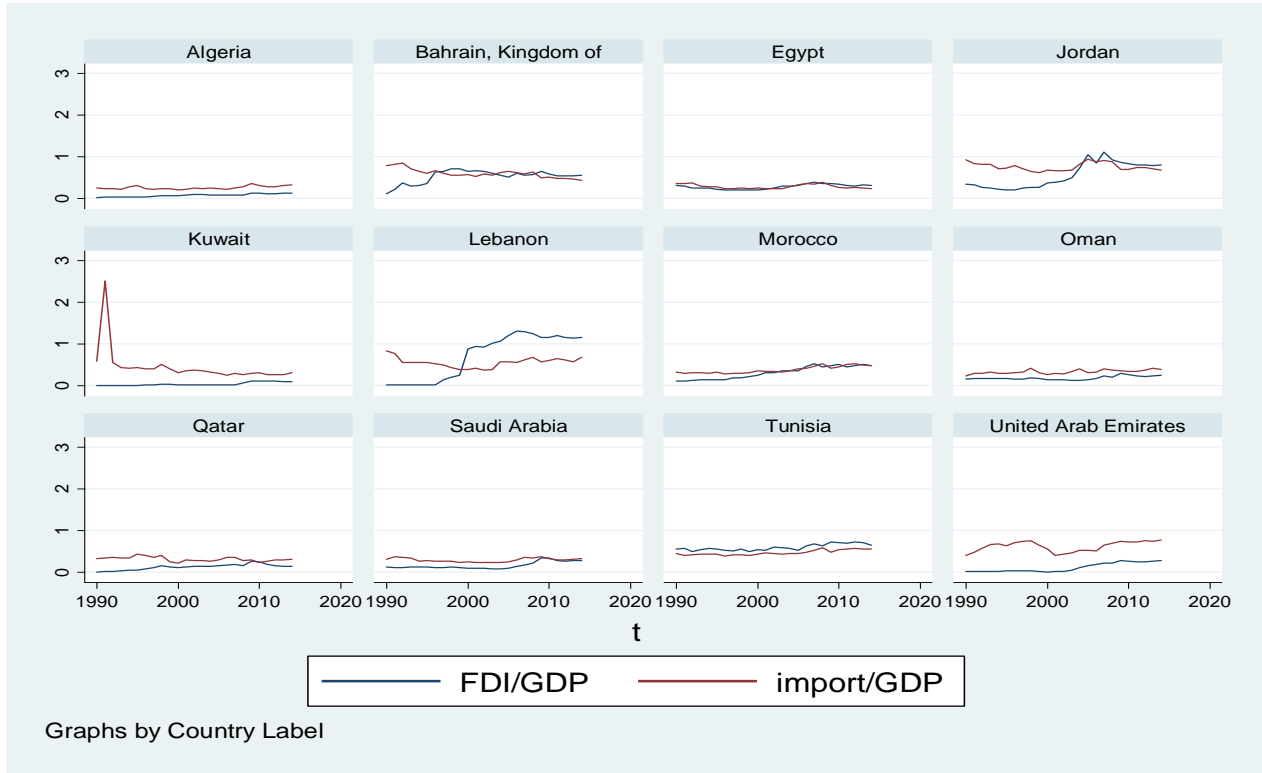 Algeria Bahrain, Kingdom of Egypt Jordan
3
2
1
0
Kuwait Lebanon Morocco Oman
3
2
1
0
Qatar Saudi Arabia Tunisia United Arab Emirates
3
2
1
0
1990 2000 2010 2020 1990 2000 2010 2020 1990 2000 2010 2020 1990 2000 2010 2020
t
FDI/GDP import/GDP
Graphs by Country Label